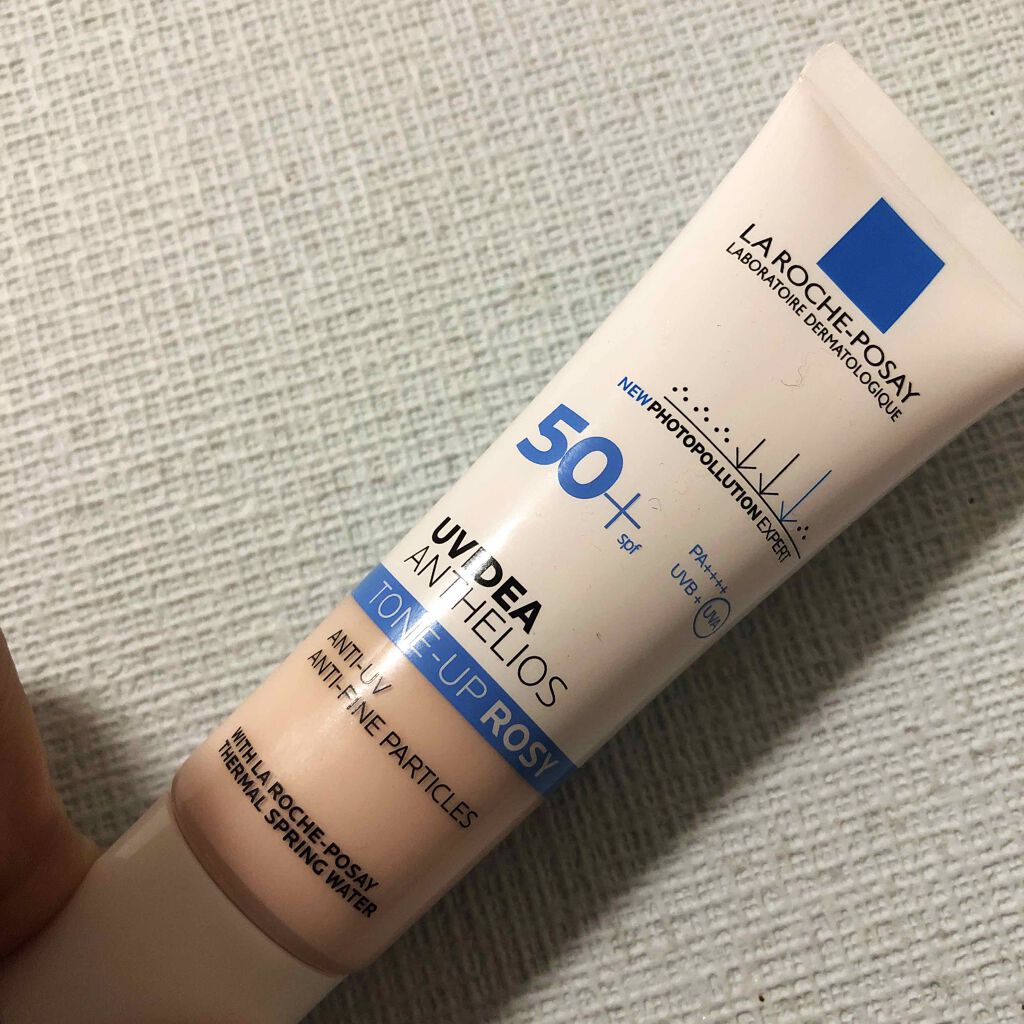 LA ROCHE-POSAY
LABORATOIRE DERMATOLOGIQUE
NEW PHOTOPOLLUTION EXPERT
50+
spf
PA++++
UVB + UVA
UVIDEA
ANTHELIOS
TONE-UP ROSY
ANTI-UV
ANTI-FINE PARTICLES
WITH LA ROCHE-POSAY
THERMAL SPRING WATER